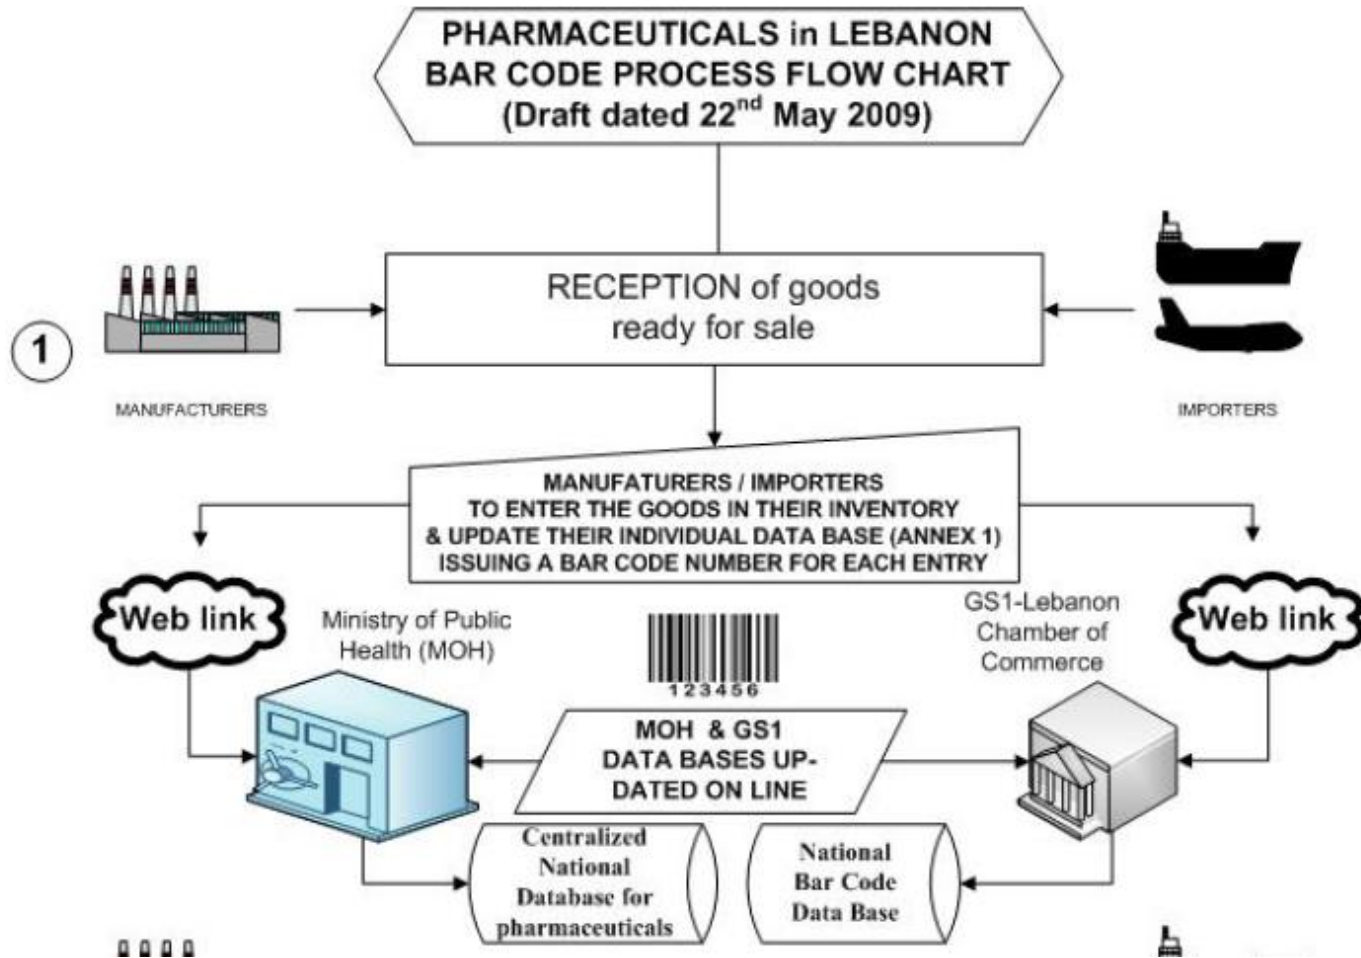 PHARMACEUTICALS in LEBANON
BAR CODE PROCESS FLOW CHART
(Draft dated 22nd May 2009)
RECEPTION of goods
ready for sale
1
MANUFACTURERS
IMPORTERS
MANUFATURERS / IMPORTERS
TO ENTER THE GOODS IN THEIR INVENTORY
& UPDATE THEIR INDIVIDUAL DATA BASE (ANNEX 1)
ISSUING A BAR CODE NUMBER FOR EACH ENTRY
Web link
Ministry of Public
Health (MOH)
123456
GS1-Lebanon
Chamber of
Commerce
Web link
MOH & GS1
DATA BASES UP-
DATED ON LINE
Centralized
National
Database for
pharmaceuticals
National
Bar Code
Data Base